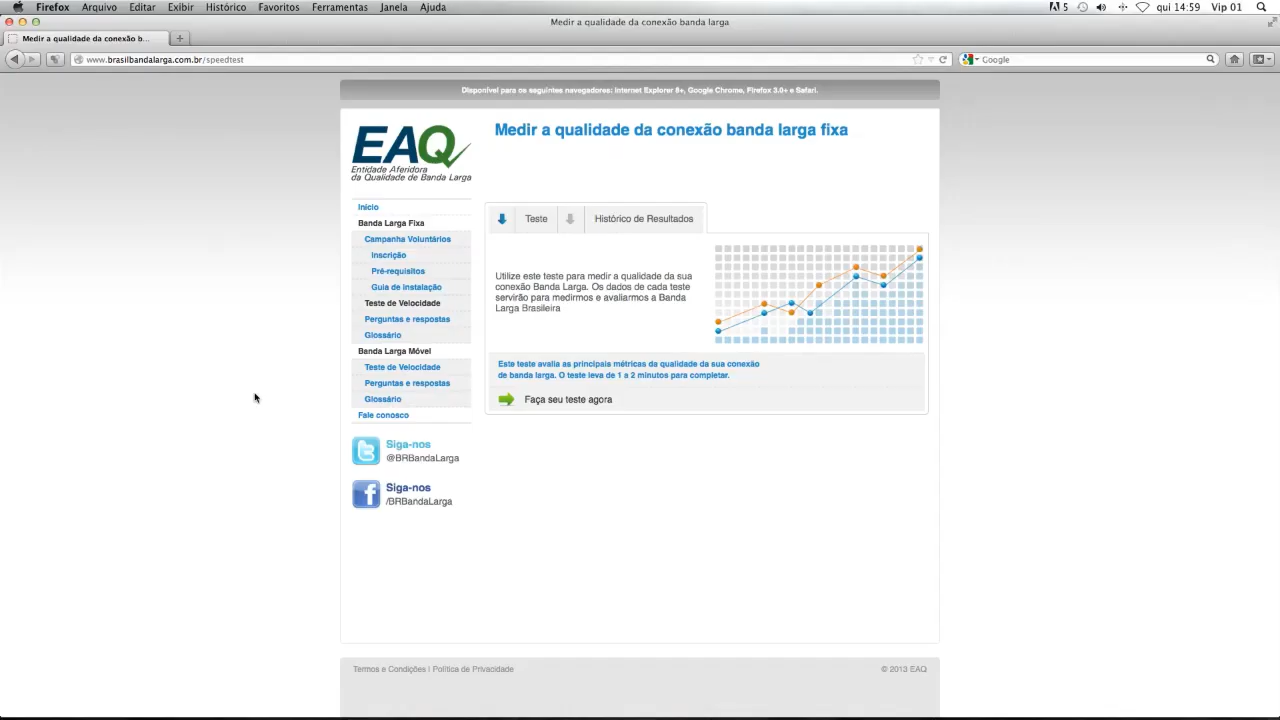 Firefox Arquivo Editar Exibir Histórico Favoritos Ferramentas Janela Ajuda
5 qui 14:59 Vip 01
Medir a qualidade da conexão banda larga
Medir a qualidade da conexão b...
www.brasilbandalarga.com.br/speedtest
Google
Disponível para os seguintes navegadores: Internet Explorer 8+, Google Chrome, Firefox 3.0+ e Safari.
EAQ
Entidade Aferidora
da Qualidade de Banda Larga
Medir a qualidade da conexão banda larga fixa
Início
Banda Larga Fixa
Campanha Voluntários
Inscrição
Pré-requisitos
Guia de instalação
Teste de Velocidade
Perguntas e respostas
Glossário
Banda Larga Móvel
Teste de Velocidade
Perguntas e respostas
Glossário
Fale conosco
Siga-nos
@BRBandaLarga
Siga-nos
/BRBandaLarga
Teste
Histórico de Resultados
Utilize este teste para medir a qualidade da sua
conexão Banda Larga. Os dados de cada teste
servirão para medirmos e avaliarmos a Banda
Larga Brasileira
Este teste avalia as principais métricas da qualidade da sua conexão
de banda larga. O teste leva de 1 a 2 minutos para completar.
Faça seu teste agora
Termos e Condições | Política de Privacidade
© 2013 EAQ